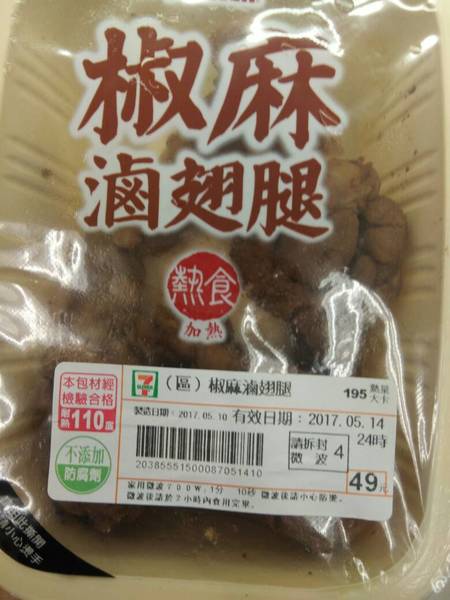 椒麻
滷翅腿
熱食
加熱
本包材經
檢驗合格
耐熱110度
不添加
防腐劑
7-ELEVEN
(區)椒麻滷翅腿
195 熱量大卡
製造日期:2017.05.10 有效日期:2017.05.14
24時
請拆封
微波 4
20385551500087051410
49元
家用微波700W:1分 10秒 微波後請小心防燙。
微波後請於2小時內食用完畢。